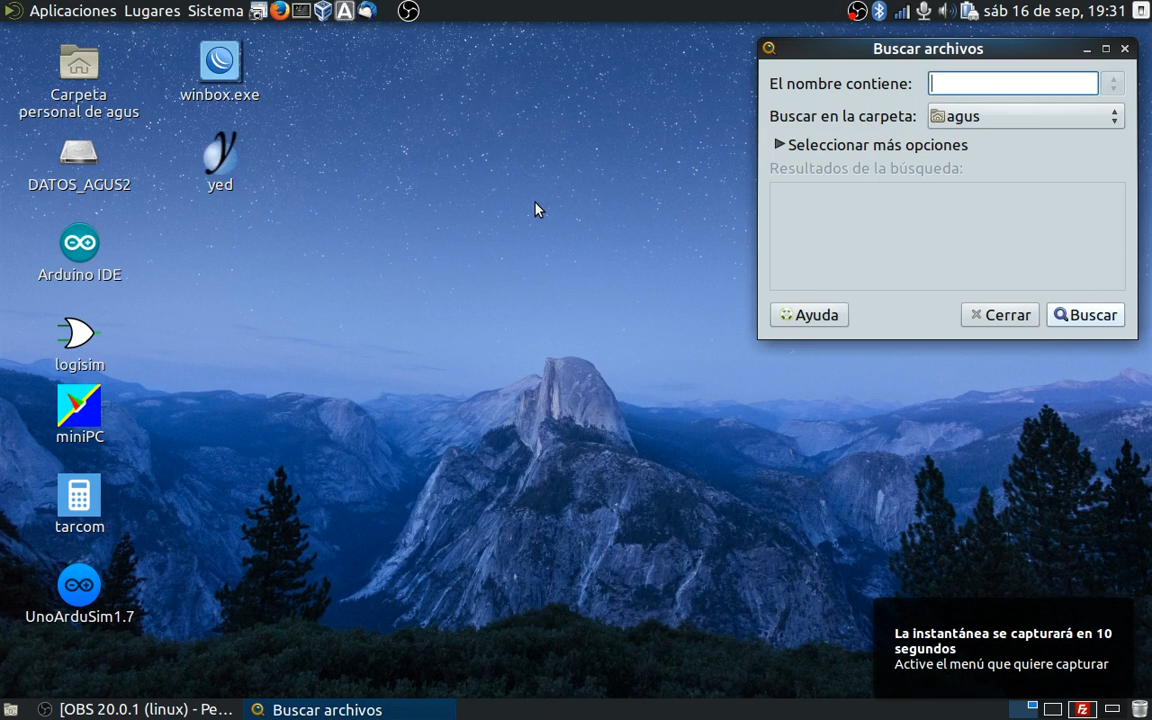 Aplicaciones Lugares Sistema
sáb 16 de sep, 19:31
Carpeta
personal de agus
winbox.exe
DATOS_AGUS2
yed
Arduino IDE
logisim
miniPC
tarcom
UnoArduSim1.7
Buscar archivos
El nombre contiene:
Buscar en la carpeta: agus
Seleccionar más opciones
Resultados de la búsqueda:
Ayuda
Cerrar
Buscar
La instantánea se capturará en 10
segundos
Active el menú que quiere capturar
[OBS 20.0.1 (linux) - Pe...
Buscar archivos